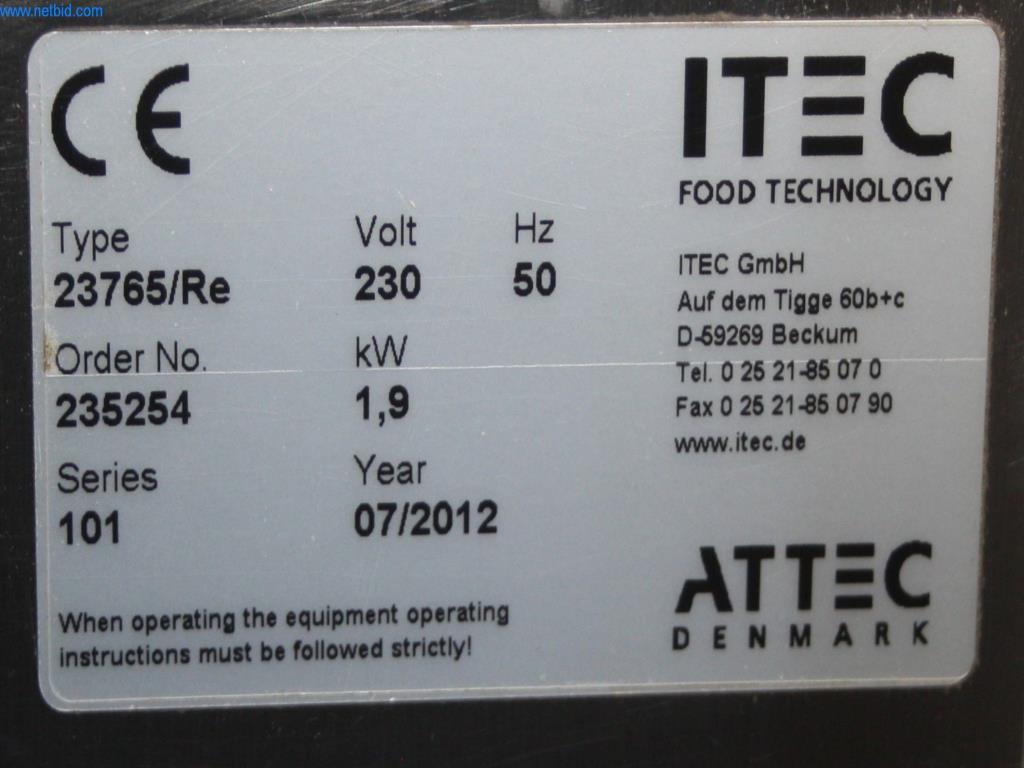 www.netbid.com
CE
ITEC
FOOD TECHNOLOGY
Type Volt Hz
23765/Re 230 50
Order No. kW
235254 1,9
Series Year
101 07/2012
When operating the equipment operating
instructions must be followed strictly!
ITEC GmbH
Auf dem Tigge 60b+c
D-59269 Beckum
Tel. 0 25 21-85 07 0
Fax 0 25 21-85 07 90
www.itec.de
ATTEC
DENMARK